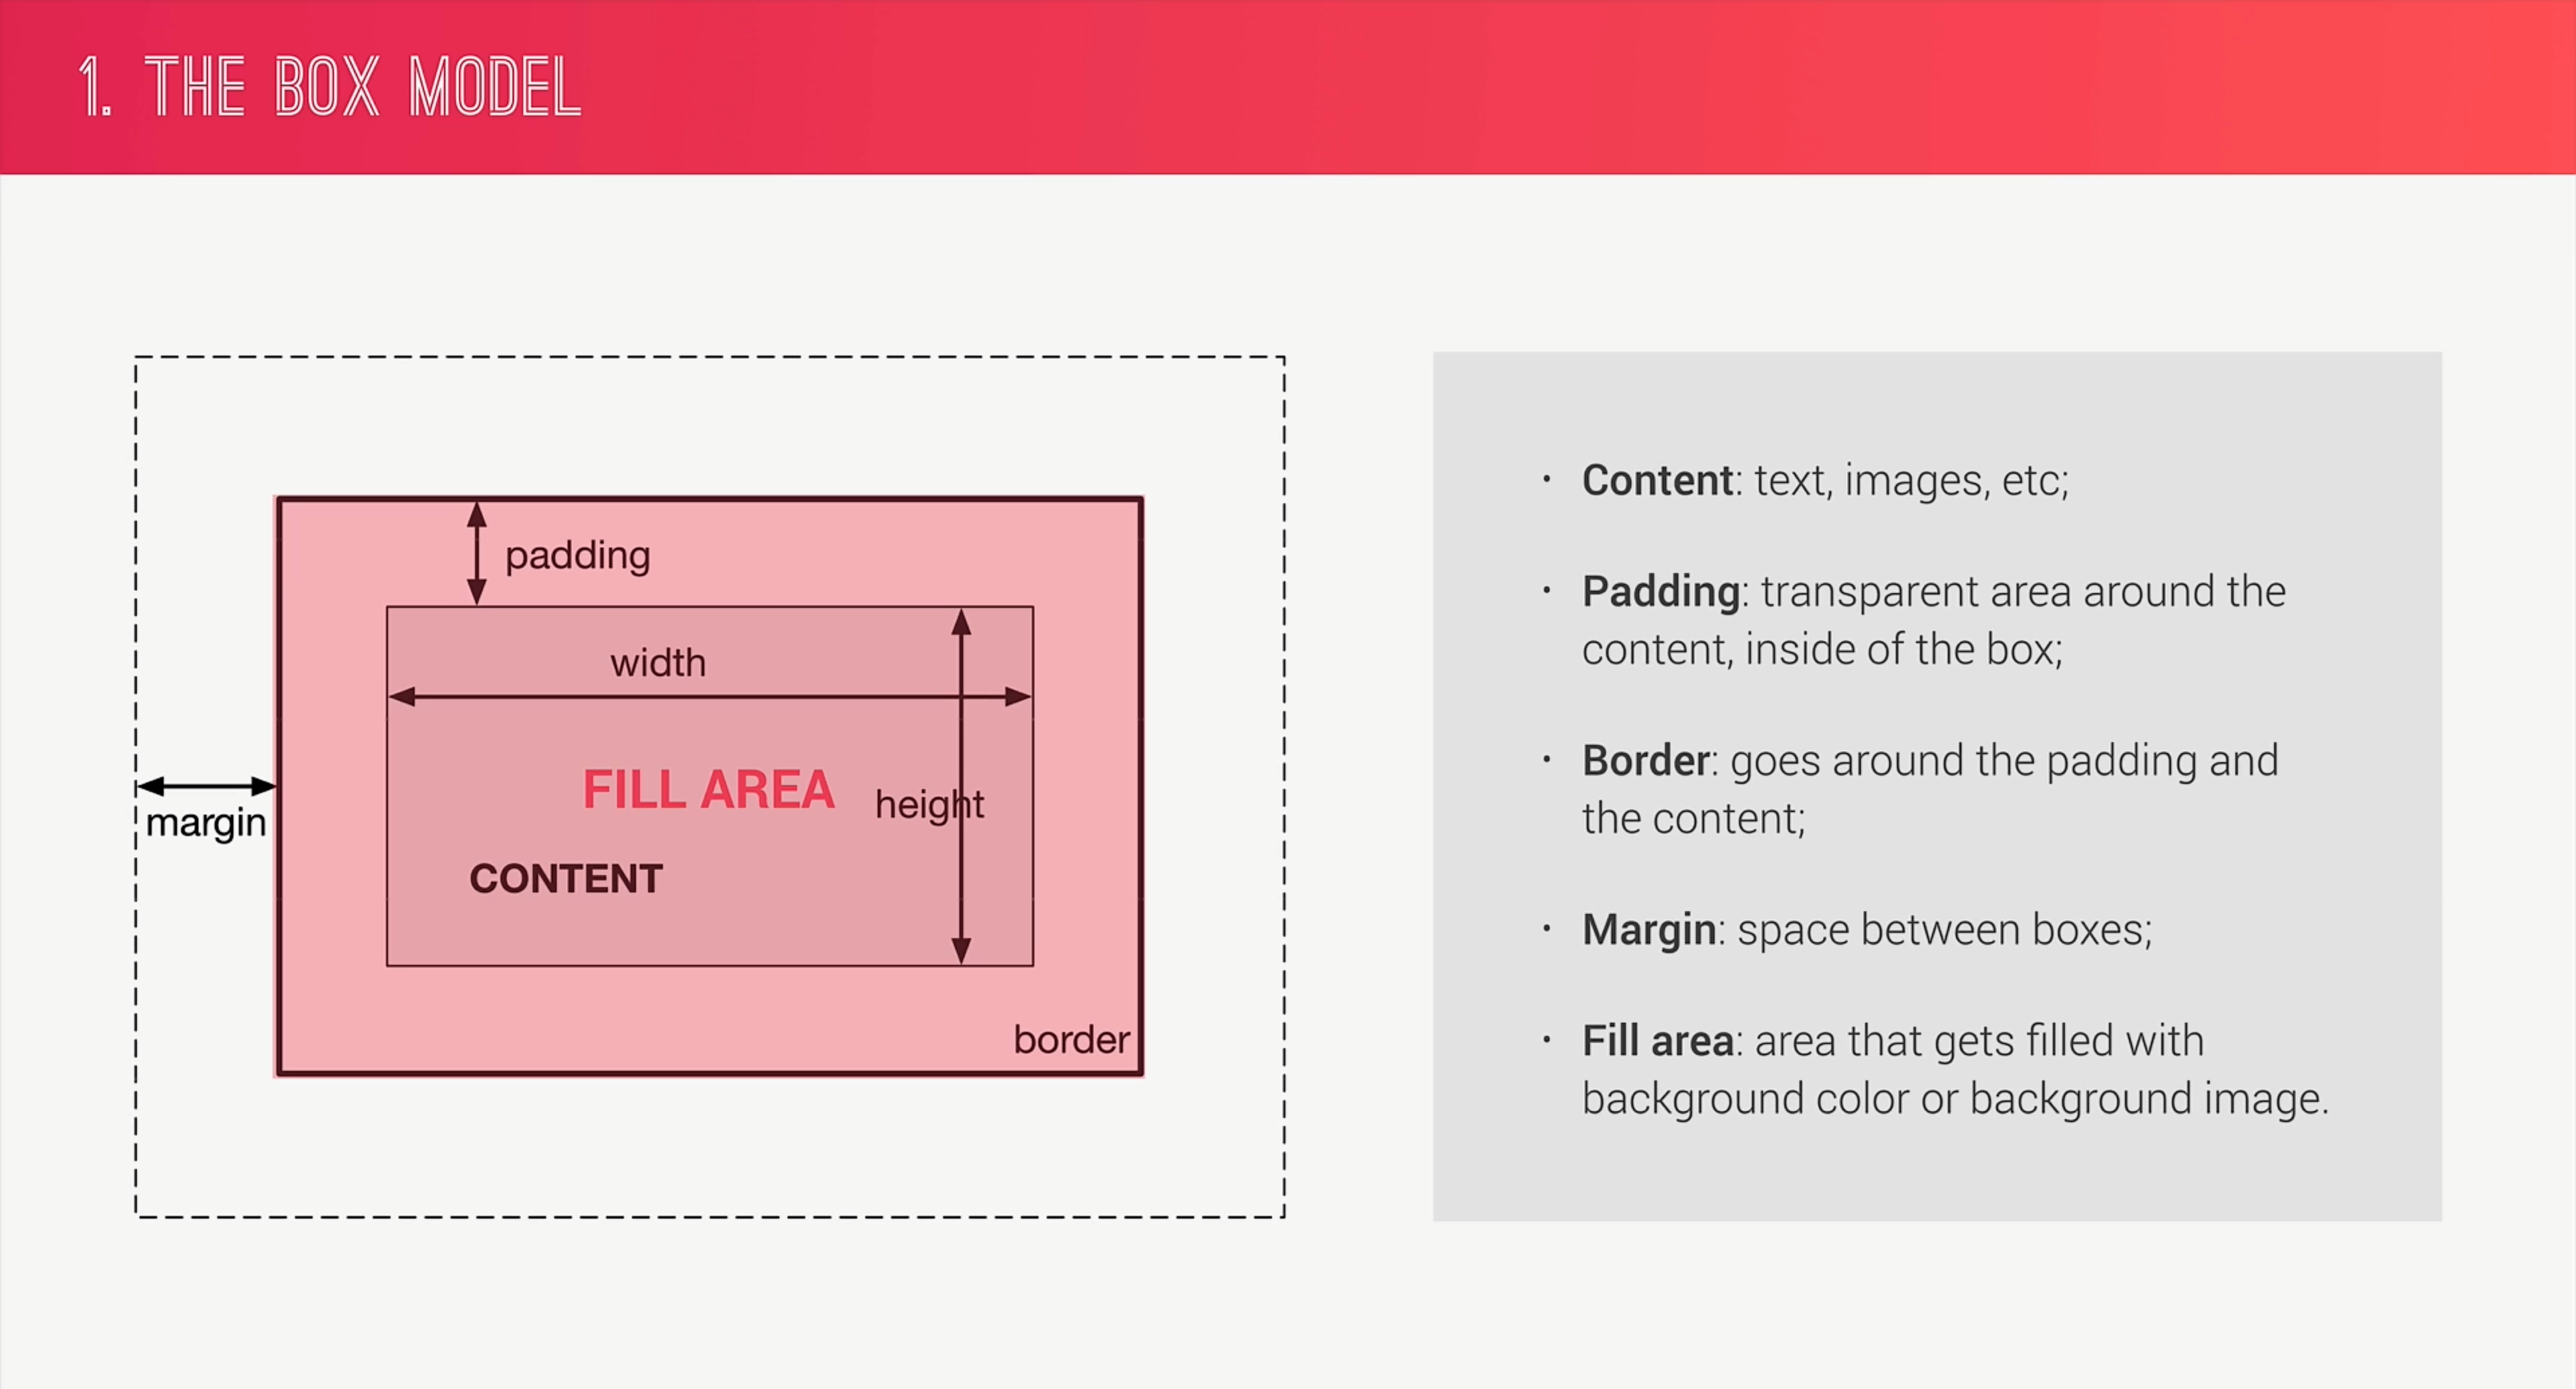 1. THE BOX MODEL
padding
width
FILL AREA
height
margin
CONTENT
border
• Content: text, images, etc;
• Padding: transparent area around the
content, inside of the box;
• Border: goes around the padding and
the content;
• Margin: space between boxes;
• Fill area: area that gets filled with
background color or background image.